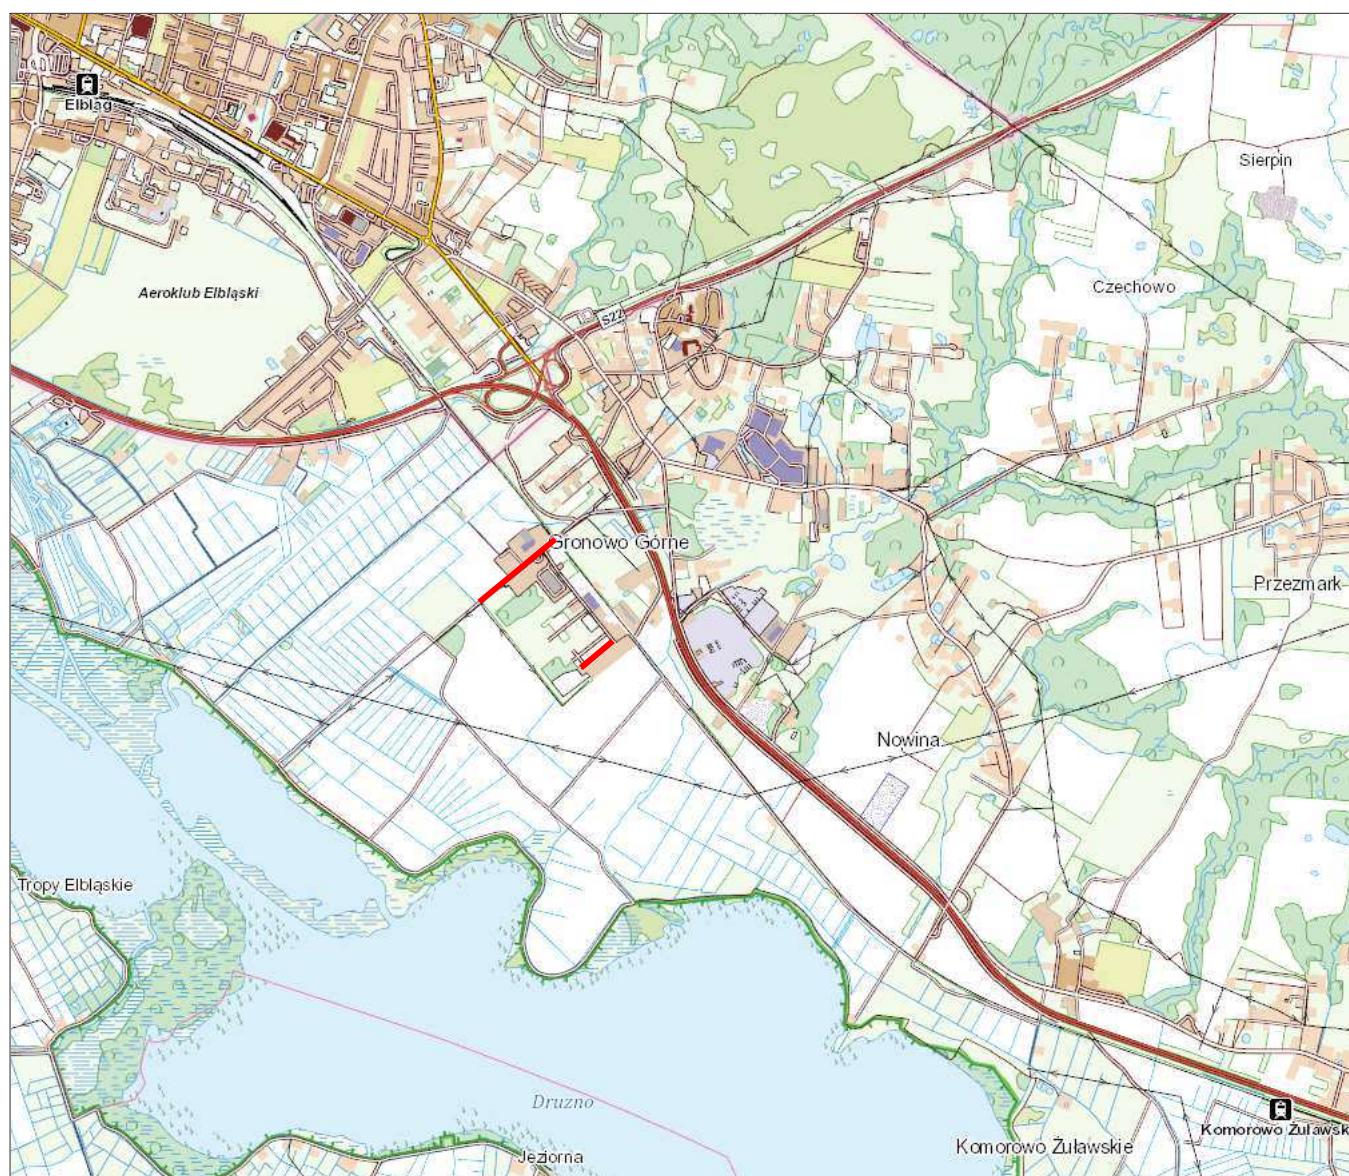 Elbląg
Sierpin
Czechowo
Aeroklub Elbląski
S22
Gronowo Górne
Przezmark
Nowina
Tropy Elbląskie
Druzno
Komorowo Żuławsk
Komorowo Żuławskie
Jeziorna